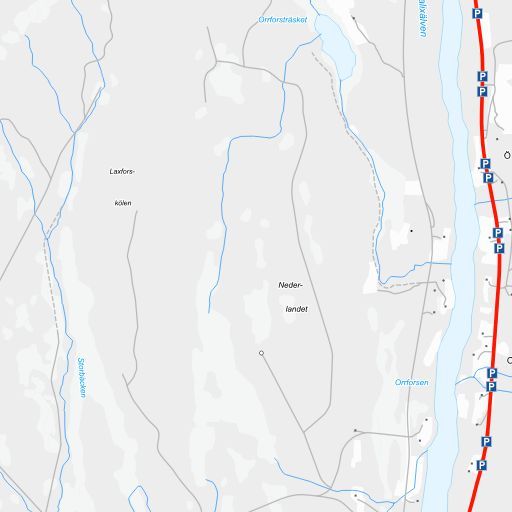 Orrforsträsket
P
P
P
Laxfors-
kölen
P
P
Ö
P
P
Neder-
landet
Storbäcken
Orrforsen
P
P
P
P